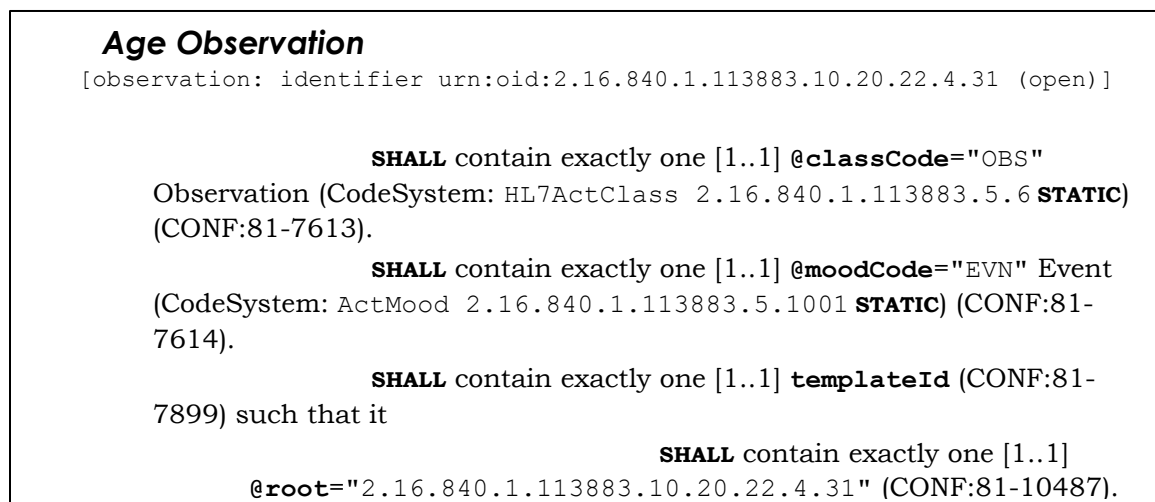 Age Observation
[observation: identifier urn:oid:2.16.840.1.113883.10.20.22.4.31 (open)]
SHALL contain exactly one [1..1] @classCode="OBS"
Observation (CodeSystem: HL7ActClass 2.16.840.1.113883.5.6 STATIC)
(CONF:81-7613).
SHALL contain exactly one [1..1] @moodCode="EVN" Event
(CodeSystem: ActMood 2.16.840.1.113883.5.1001 STATIC) (CONF:81-
7614).
SHALL contain exactly one [1..1] templateId (CONF:81-
7899) such that it
SHALL contain exactly one [1..1]
@root="2.16.840.1.113883.10.20.22.4.31" (CONF:81-10487).